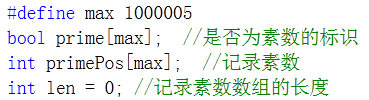 #define max 1000005
bool prime[max];  //是否为素数的标识
int primePos[max];  //记录素数
int len = 0; //记录素数数组的长度